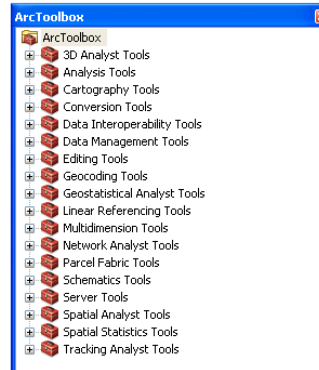 ArcToolbox
ArcToolbox
3D Analyst Tools
Analysis Tools
Cartography Tools
Conversion Tools
Data Interoperability Tools
Data Management Tools
Editing Tools
Geocoding Tools
Geostatistical Analyst Tools
Linear Referencing Tools
Multidimension Tools
Network Analyst Tools
Parcel Fabric Tools
Schematics Tools
Server Tools
Spatial Analyst Tools
Spatial Statistics Tools
Tracking Analyst Tools